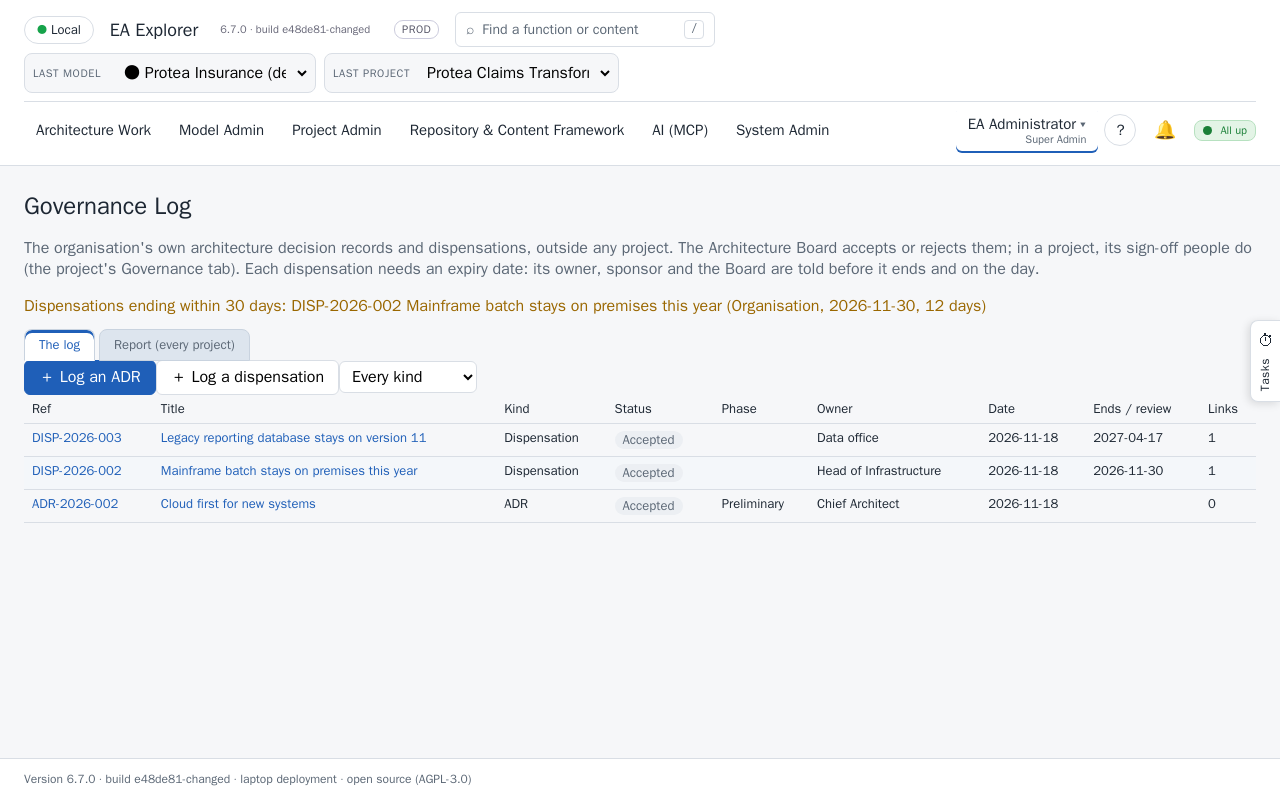 Local EA Explorer 6.7.0 · build e48de81-changed PROD ⌕ Find a function or content /
LAST MODEL ⬤ Protea Insurance (de LAST PROJECT Protea Claims Transfor
Architecture Work Model Admin Project Admin Repository & Content Framework AI (MCP) System Admin EA Administrator ▾ ? 🔔 All up
Super Admin
Governance Log
The organisation's own architecture decision records and dispensations, outside any project. The Architecture Board accepts or rejects them; in a project, its sign-off people do
(the project's Governance tab). Each dispensation needs an expiry date: its owner, sponsor and the Board are told before it ends and on the day.
Dispensations ending within 30 days: DISP-2026-002 Mainframe batch stays on premises this year (Organisation, 2026-11-30, 12 days)
The log Report (every project)
Tasks
+ Log an ADR + Log a dispensation Every kind
Ref Title Kind Status Phase Owner Date Ends / review Links
DISP-2026-003 Legacy reporting database stays on version 11 Dispensation Accepted Data office 2026-11-18 2027-04-17 1
DISP-2026-002 Mainframe batch stays on premises this year Dispensation Accepted Head of Infrastructure 2026-11-18 2026-11-30 1
ADR-2026-002 Cloud first for new systems ADR Accepted Preliminary Chief Architect 2026-11-18 0
Version 6.7.0 · build e48de81-changed · laptop deployment · open source (AGPL-3.0)